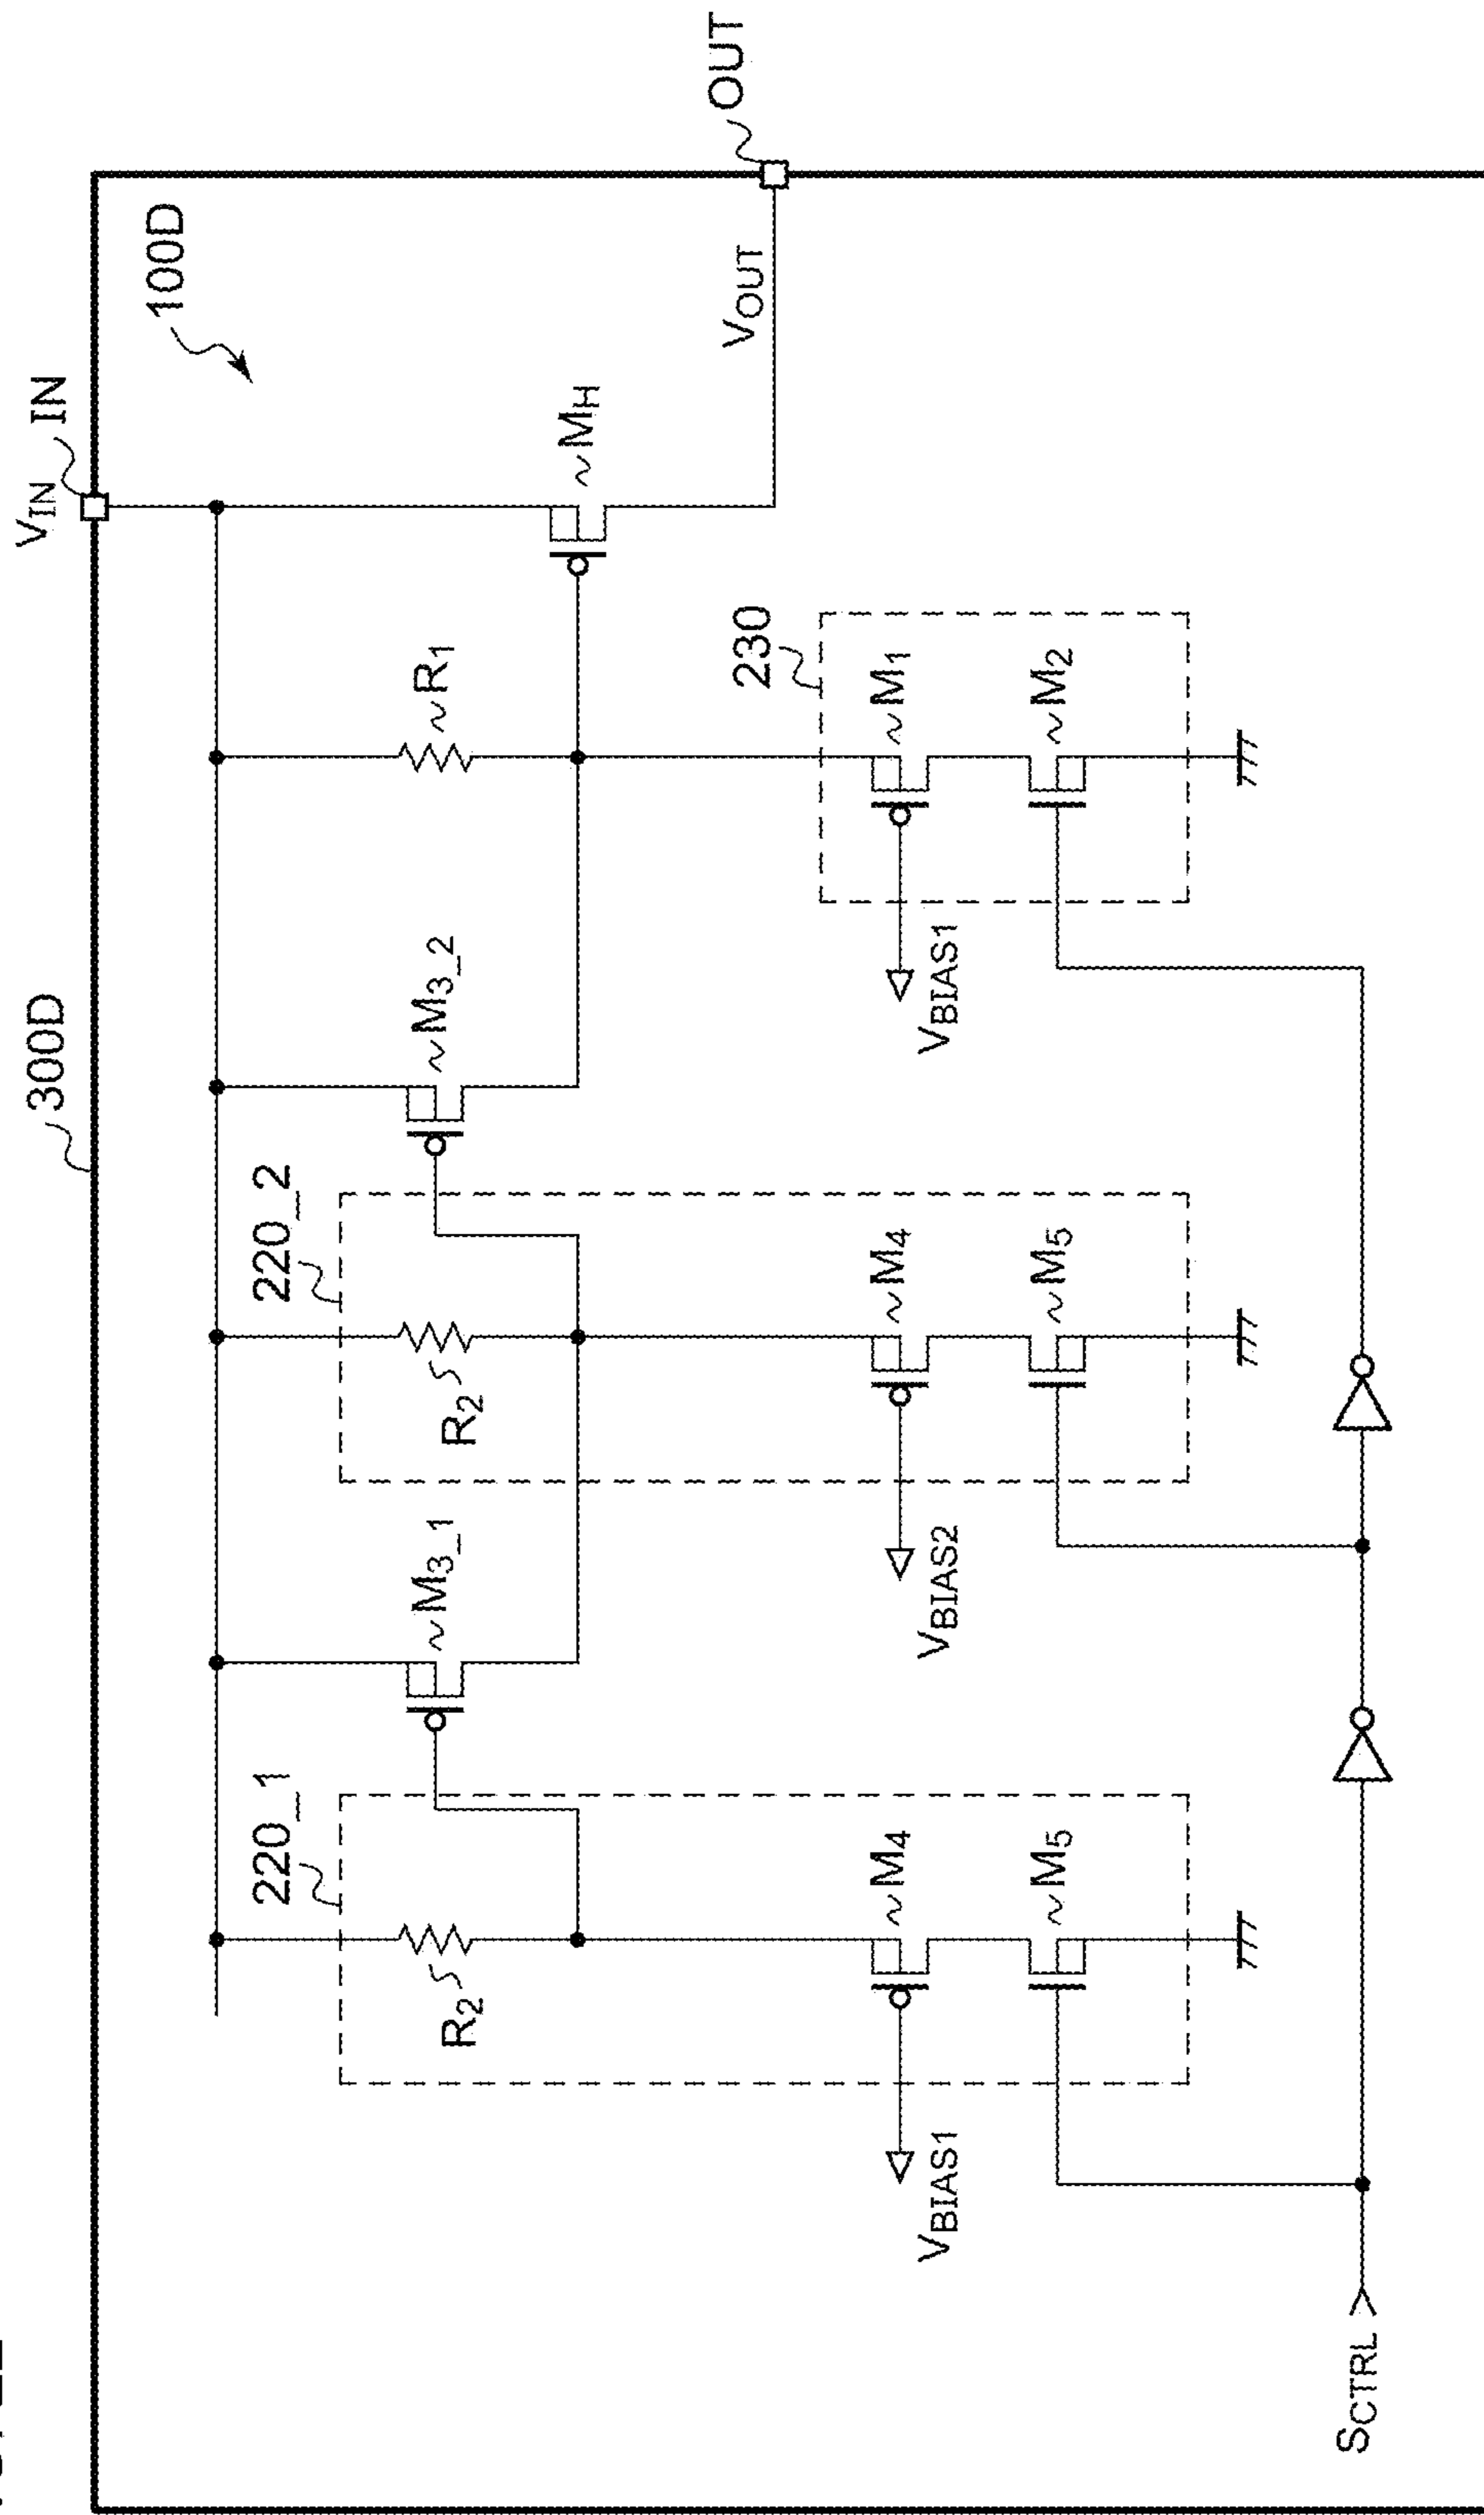 300D
VIN
IN
100D
220_1
220_2
R2
M3_1
R2
M3_2
R1
MH
VOUT
OUT
230
VBIAS1
M4
VBIAS2
M4
VBIAS1
M1
M5
M5
M2
SCTRL